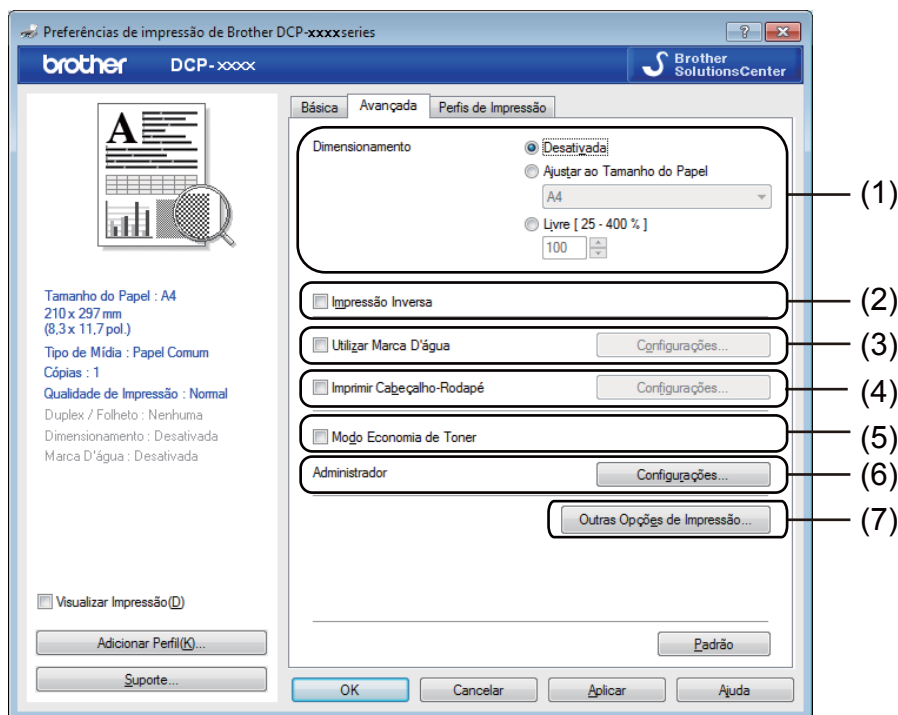 Preferências de impressão de Brother DCP-xxxx series
brother DCP-xxxx
Brother
SolutionsCenter
A
Tamanho do Papel : A4
210 x 297 mm
(8,3 x 11,7 pol.)
Tipo de Mídia : Papel Comum
Cópias : 1
Qualidade de Impressão : Normal
Duplex / Folheto : Nenhuma
Dimensionamento : Desativada
Marca D'água : Desativada
Visualizar Impressão(D)
Adicionar Perfil(K)...
Suporte...
Básica Avançada Perfis de Impressão
Dimensionamento
Desativada
Ajustar ao Tamanho do Papel
A4
Livre [ 25 - 400 % ]
100
(1)
Impressão Inversa
(2)
Utilizar Marca D'água Configurações...
(3)
Imprimir Cabeçalho-Rodapé Configurações...
(4)
Modo Economia de Toner
(5)
Administrador Configurações...
(6)
Outras Opções de Impressão...
(7)
Padrão
OK Cancelar Aplicar Ajuda